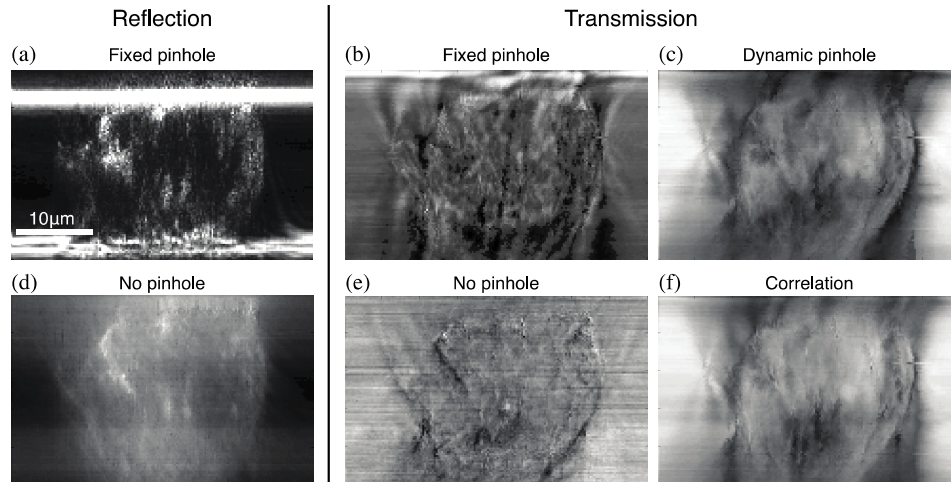 Reflection
Transmission
(a) Fixed pinhole
(b) Fixed pinhole
(c) Dynamic pinhole
10µm
(d) No pinhole
(e) No pinhole
(f) Correlation